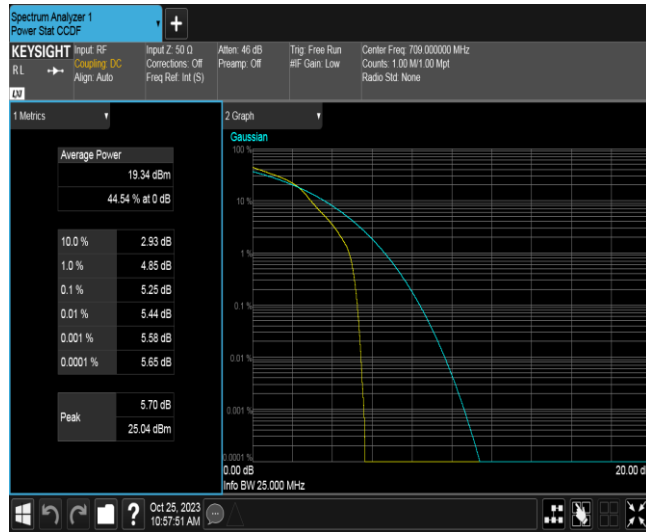 Spectrum Analyzer 1
Power Stat CCDF
+
KEYSIGHT Input: RF Input Z: 50 Ω Atten: 46 dB Trig: Free Run Center Freq: 709.000000 MHz
RL Coupling: DC Corrections: Off Preamp: Off #IF Gain: Low Counts: 1.00 M/1.00 Mpt
Align: Auto Freq Ref: Int (S) Radio Std: None
LXI
1 Metrics
Average Power
19.34 dBm
44.54 % at 0 dB
10.0 % 2.93 dB
1.0 % 4.85 dB
0.1 % 5.25 dB
0.01 % 5.44 dB
0.001 % 5.58 dB
0.0001 % 5.65 dB
Peak
5.70 dB
25.04 dBm
2 Graph
Gaussian
100 %
10 %
1 %
0.1 %
0.01 %
0.001 %
0.0001 %
0.00 dB 20.00 d
Info BW 25.000 MHz
? Oct 25, 2023
10:57:51 AM